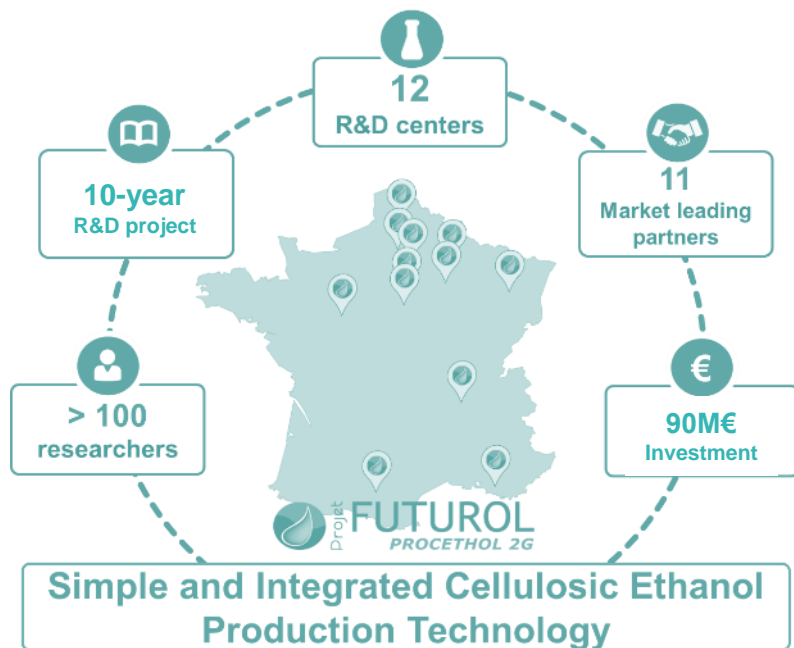 12
R&D centers
10-year
R&D project
11
Market leading
partners
> 100
researchers
€
90M€
Investment
Projet
FUTUROL
PROCETHOL 2G
Simple and Integrated Cellulosic Ethanol
Production Technology